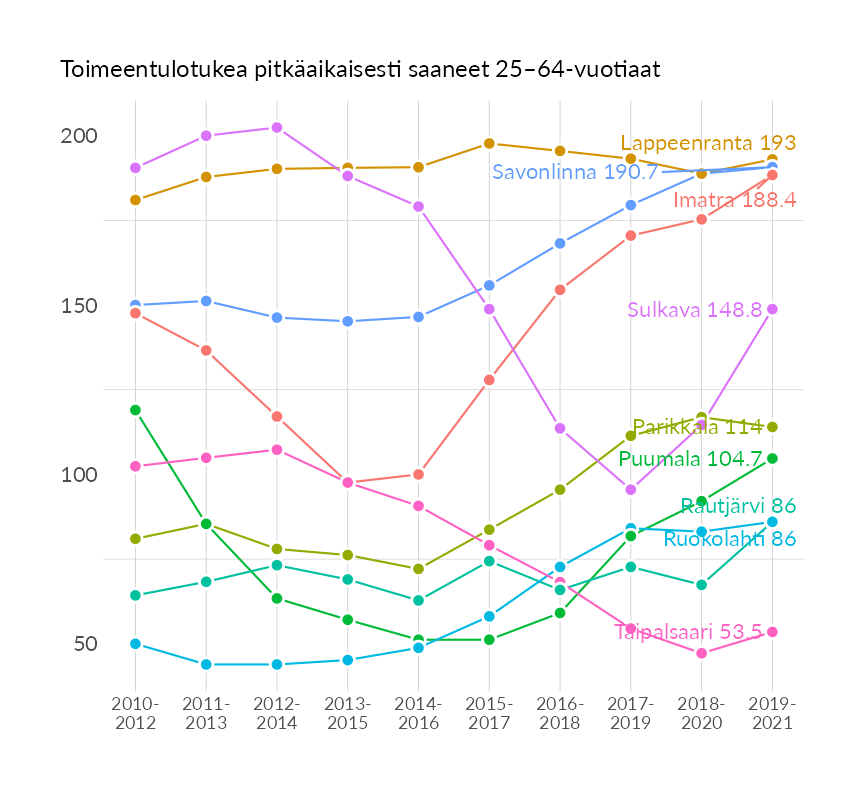 Toimeentulotukea pitkäaikaisesti saaneet 25–64-vuotiaat
200
Lappeenranta 193
Savonlinna 190.7
Imatra 188.4
150
Sulkava 148.8
Parikkala 114
Puumala 104.7
100
Rautjärvi 86
Ruokolahti 86
50
Taipalsaari 53.5
2010- 2011- 2012- 2013- 2014- 2015- 2016- 2017- 2018- 2019-
2012 2013 2014 2015 2016 2017 2018 2019 2020 2021